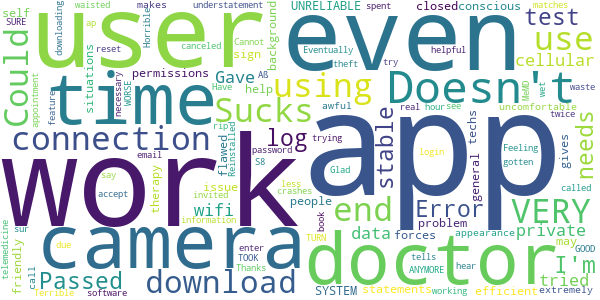 user
even
work
app
time
camera
doctor
Doesn't
use
using
Could
Sucks
connection
download
end
Error
VERY
log
test
needs
stable
wifi
data
Passed
I'm
tried
private
cellular
Gave
help
sign
issue
flawed
therapy
friendly
situations
permissions
background
UNRELIABLE
closed
conscious
self
understatement
makes
ap
downloading
waisted
Horrible
reset
canceled
Cannot
Eventually
theft
matches
helpful
try
appointment
feature
necessary
WORSE
Have
Aß
awful
real
hour
see
MeMD
wet
waste
uncomfortable
twice
rip
Reinstalled
password
S8
trying
Glad
techs
general
login
Feeling
gotten
gives
email
say
accept
invited
information
less
crashes
people
book
problem
forces
appearance
called
may
GOOD
telemedicine
sur
call
due
terrible
software
TURN
TOOK
Thanks
enter
SYSTEM
statements
tells
ANYMORE
hear
working
efficient
extremely
SURE